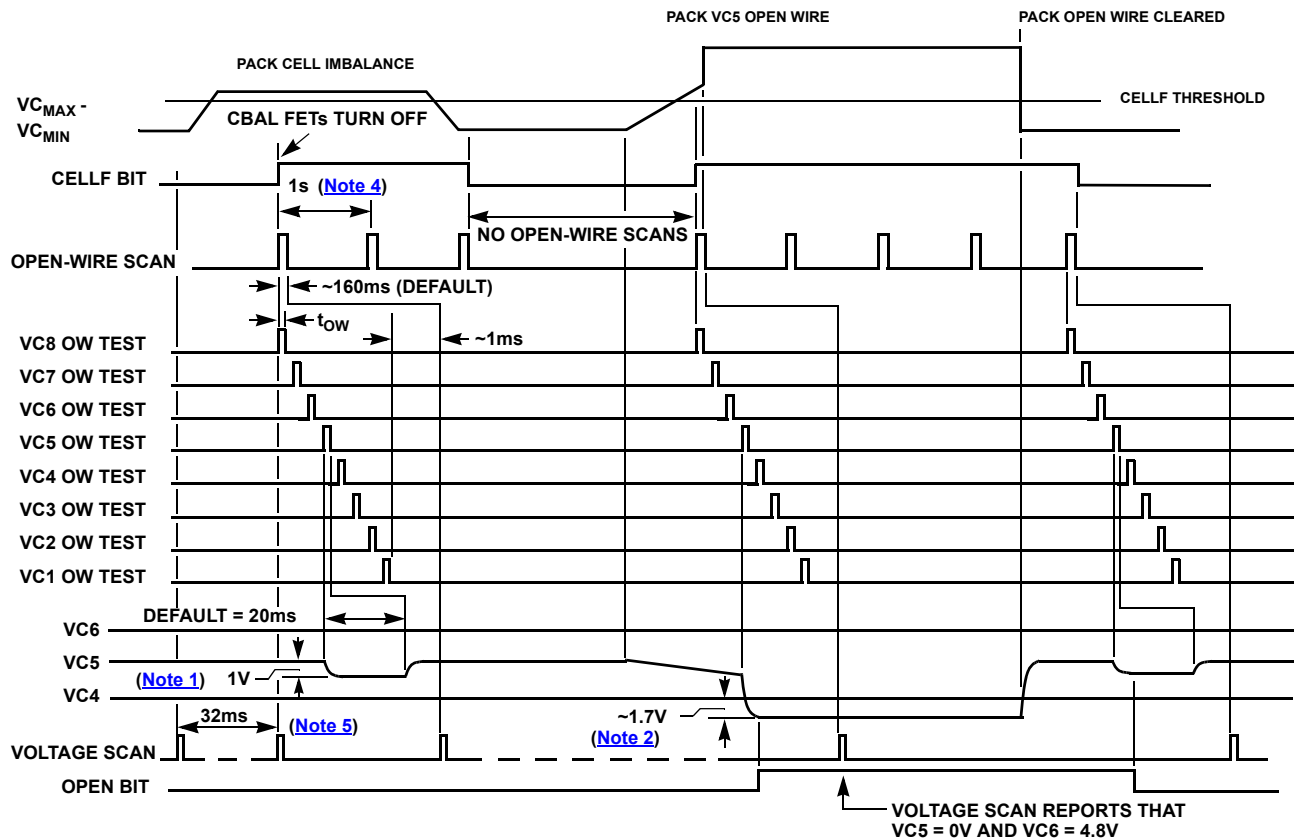 PACK VC5 OPEN WIRE
PACK OPEN WIRE CLEARED
PACK CELL IMBALANCE
VCMAX -
VCMIN
CELLF THRESHOLD
CBAL FETs TURN OFF
CELLF BIT
1s (Note 4)
NO OPEN-WIRE SCANS
OPEN-WIRE SCAN
~160ms (DEFAULT)
tOW
~1ms
VC8 OW TEST
VC7 OW TEST
VC6 OW TEST
VC5 OW TEST
VC4 OW TEST
VC3 OW TEST
VC2 OW TEST
VC1 OW TEST
DEFAULT = 20ms
VC6
VC5
(Note 1) 1V
VC4
32ms
(Note 5)
~1.7V
(Note 2)
VOLTAGE SCAN
OPEN BIT
VOLTAGE SCAN REPORTS THAT
VC5 = 0V AND VC6 = 4.8V